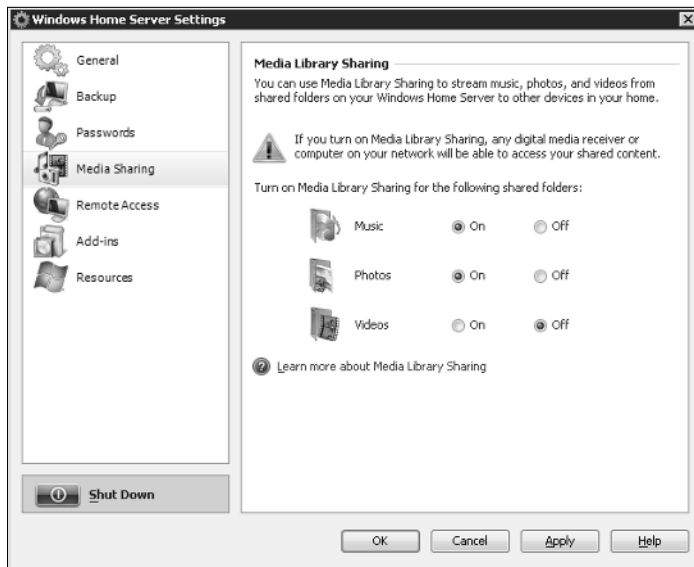 Windows Home Server Settings
General
Backup
Passwords
Media Sharing
Remote Access
Add-ins
Resources
Shut Down
Media Library Sharing
You can use Media Library Sharing to stream music, photos, and videos from
shared folders on your Windows Home Server to other devices in your home.
If you turn on Media Library Sharing, any digital media receiver or
computer on your network will be able to access your shared content.
Turn on Media Library Sharing for the following shared folders:
Music On Off
Photos On Off
Videos On Off
Learn more about Media Library Sharing
OK Cancel Apply Help